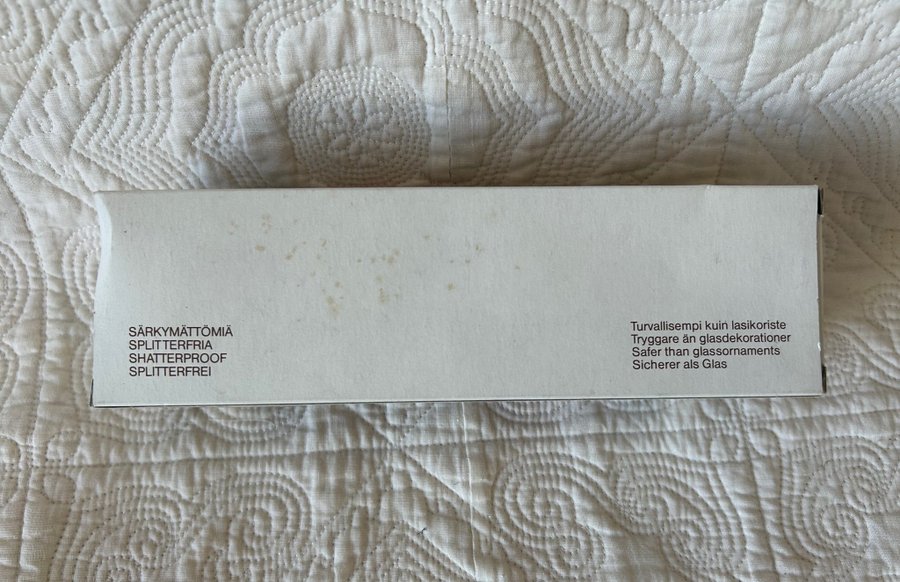 SÄRKYMÄTTÖMIÄ
SPLITTERFRIA
SHATTERPROOF
SPLITTERFREI
Turvallisempi kuin lasikoriste
Tryggare än glasdekorationer
Safer than glassornaments
Sicherer als Glas